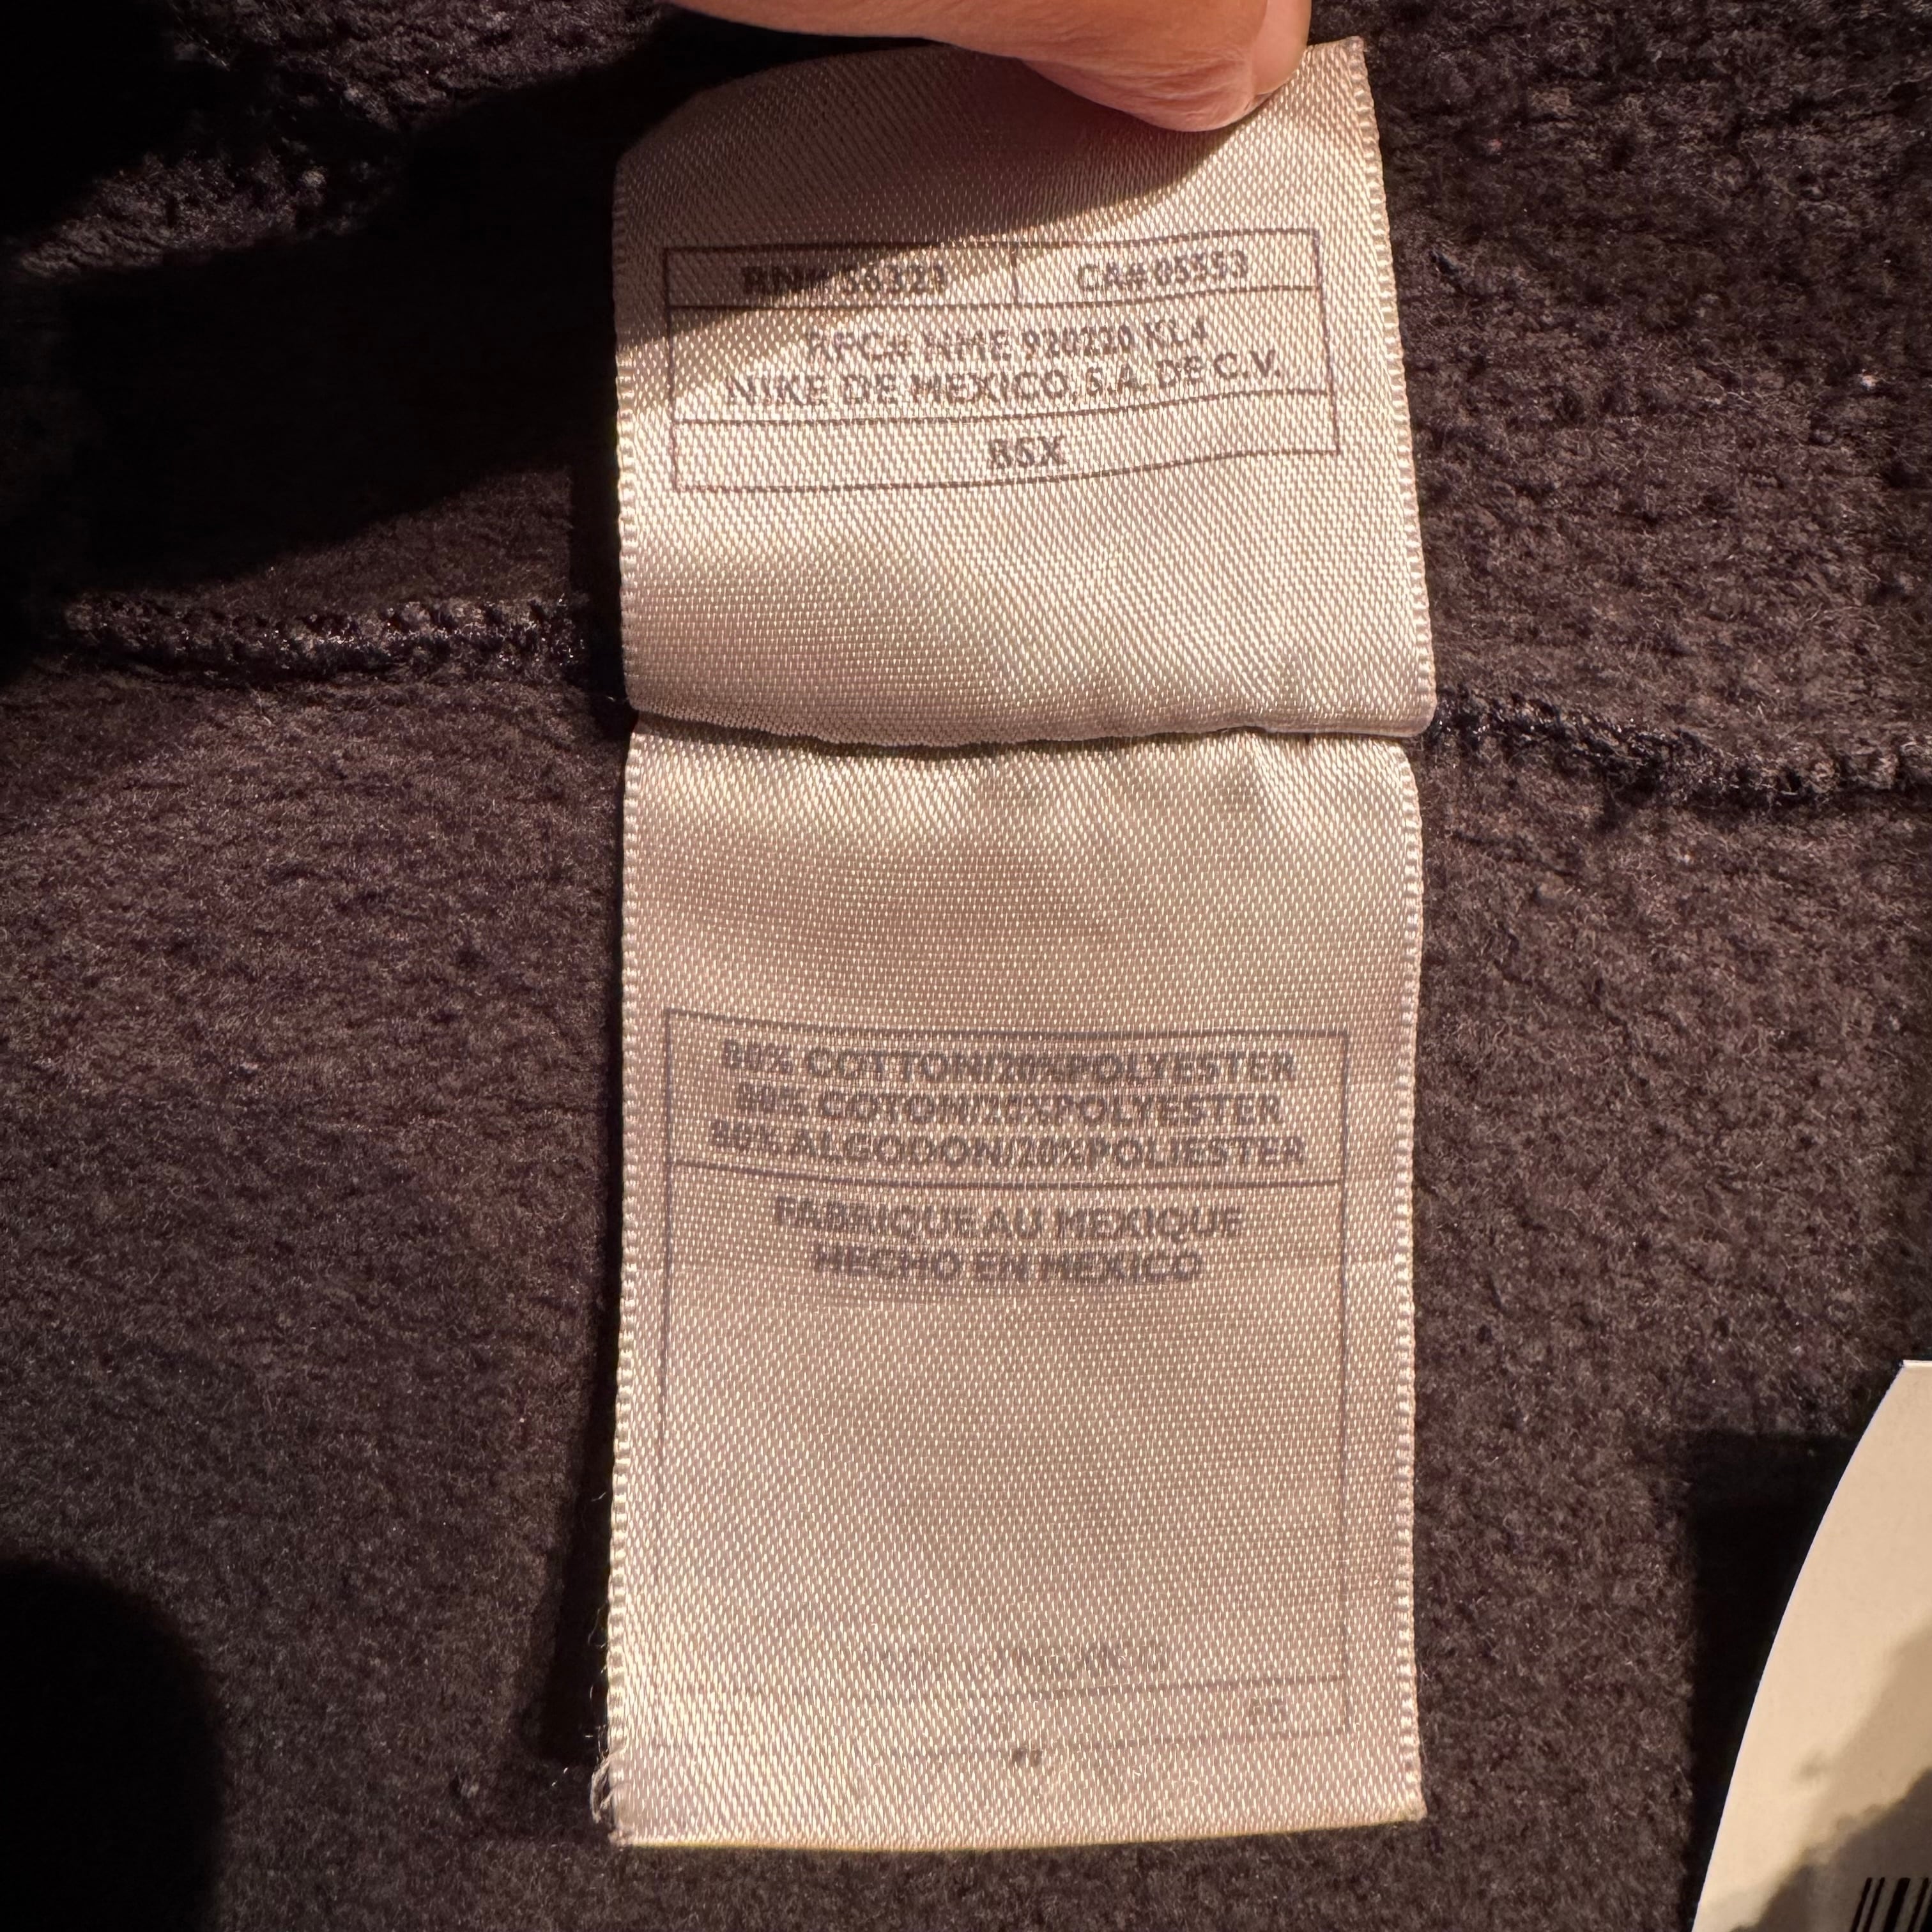 RN# 56323 CA# 05553
RFC# NME 920220 KL4
NIKE DE MEXICO, S.A. DE C.V.
BSX
80% COTTON/20%POLYESTER
80% COTON/20%POLYESTER
80% ALGODON/20%POLIESTER
FABRIQUE AU MEXIQUE
HECHO EN MEXICO